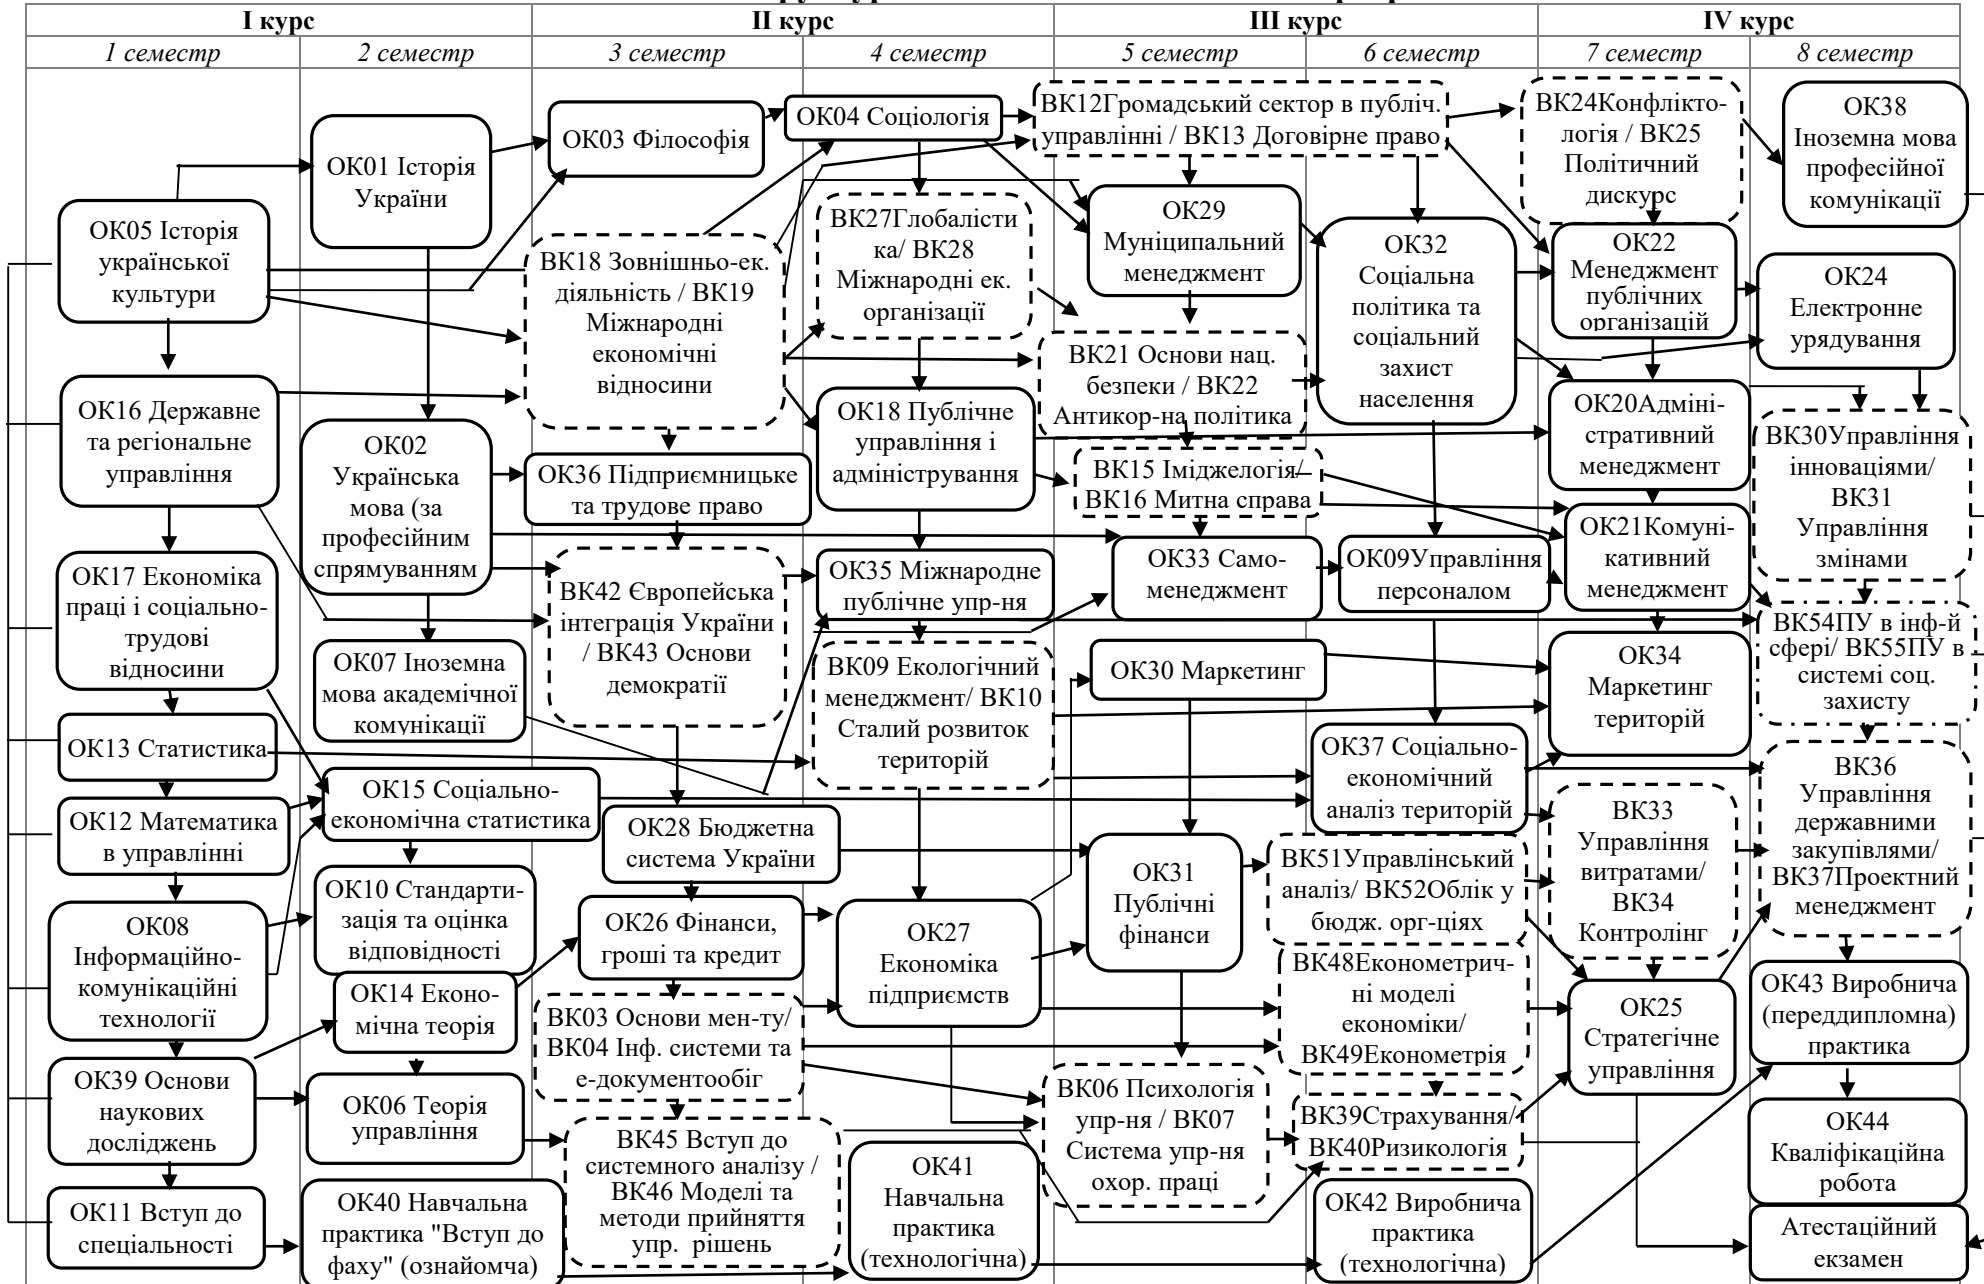 I курс
II курс
III курс
IV курс
1 семестр
2 семестр
3 семестр
4 семестр
5 семестр
6 семестр
7 семестр
8 семестр
ОК05 Історія
української
культури
ОК16 Державне
та регіональне
управління
ОК17 Економіка
праці і соціально-
трудові
відносини
ОК13 Статистика
ОК12 Математика
в управлінні
ОК08
Інформаційно-
комунікаційні
технології
ОК39 Основи
наукових
досліджень
ОК11 Вступ до
спеціальності
ОК01 Історія
України
ОК02
Українська
мова (за
професійним
спрямуванням
ОК07 Іноземна
мова академічної
комунікації
ОК15 Соціально-
економічна статистика
ОК10 Стандарти-
зація та оцінка
відповідності
ОК14 Еконо-
мічна теорія
ОК06 Теорія
управління
ОК40 Навчальна
практика "Вступ до
фаху" (ознайомча)
ОК03 Філософія
ВК18 Зовнішньо-ек.
діяльність / ВК19
Міжнародні
економічні
відносини
ОК36 Підприємницьке
та трудове право
ВК42 Європейська
інтеграція України
/ ВК43 Основи
демократії
ОК28 Бюджетна
система України
ОК26 Фінанси,
гроші та кредит
ВК03 Основи мен-ту/
ВК04 Інф. системи та
е-документообіг
ВК45 Вступ до
системного аналізу /
ВК46 Моделі та
методи прийняття
упр. рішень
ОК04 Соціологія
ВК27Глобалісти
ка/ ВК28
Міжнародні ек.
організації
ОК18 Публічне
управління і
адміністрування
ОК35 Міжнародне
публічне упр-ня
ВК09 Екологічний
менеджмент/ ВК10
Сталий розвиток
територій
ОК27
Економіка
підприємств
ОК41
Навчальна
практика
(технологічна)
ВК12Громадський сектор в публіч.
управлінні / ВК13 Договірне право
ОК29
Муніципальний
менеджмент
ВК21 Основи нац.
безпеки / ВК22
Антикор-на політика
ВК15 Іміджелогія/
ВК16 Митна справа
ОК33 Само-
менеджмент
ОК30 Маркетинг
ОК31
Публічні
фінанси
ВК06 Психологія
упр-ня / ВК07
Система упр-ня
охор. праці
ОК32
Соціальна
політика та
соціальний
захист
населення
ОК09Управління
персоналом
ОК37 Соціально-
економічний
аналіз територій
ВК51Управлінський
аналіз/ ВК52Облік у
бюдж. орг-ціях
ВК48Економетрич-
ні моделі
економіки/
ВК49Економетрія
ВК39Страхування/
ВК40Ризикологія
ОК42 Виробнича
практика
(технологічна)
ВК24Конфлікто-
логія / ВК25
Політичний
дискурс
ОК22
Менеджмент
публічних
організацій
ОК20Адміні-
стративний
менеджмент
ОК21Комуні-
кативний
менеджмент
ОК34
Маркетинг
територій
ВК33
Управління
витратами/
ВК34
Контролінг
ОК25
Стратегічне
управління
ОК38
Іноземна мова
професійної
комунікації
ОК24
Електронне
урядування
ВК30Управління
інноваціями/
ВК31
Управління
змінами
ВК54ПУ в інф-й
сфері/ ВК55ПУ в
системі соц.
захисту
ВК36
Управління
державними
закупівлями/
ВК37Проектний
менеджмент
ОК43 Виробнича
(переддипломна)
практика
ОК44
Кваліфікаційна
робота
Атестаційний
екзамен